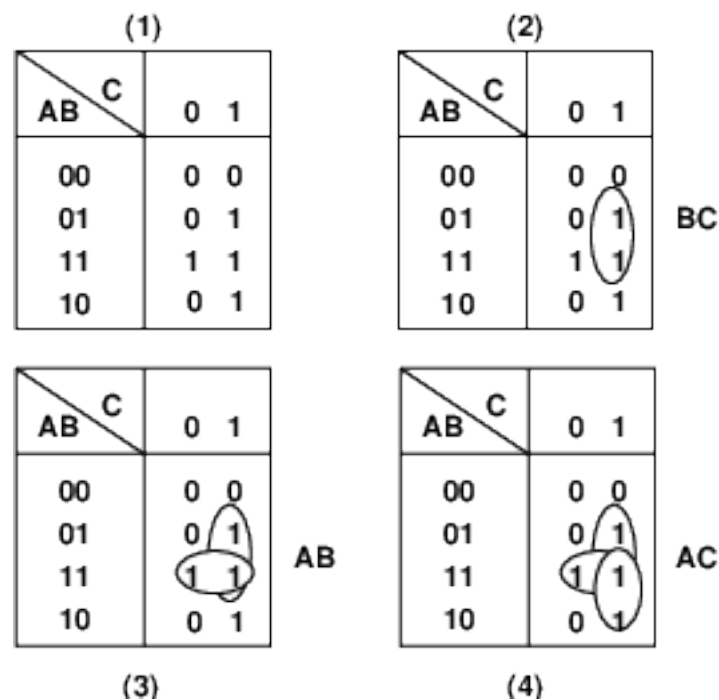 (1) (2)
C C
AB 0 1 AB 0 1
00 0 0 00 0 0
01 0 1 01 0 1 BC
11 1 1 11 1 1
10 0 1 10 0 1
C C
AB 0 1 AB 0 1
00 0 0 00 0 0
01 0 1 01 0 1
AB AC
11 1 1 11 1 1
10 0 1 10 0 1
(3) (4)